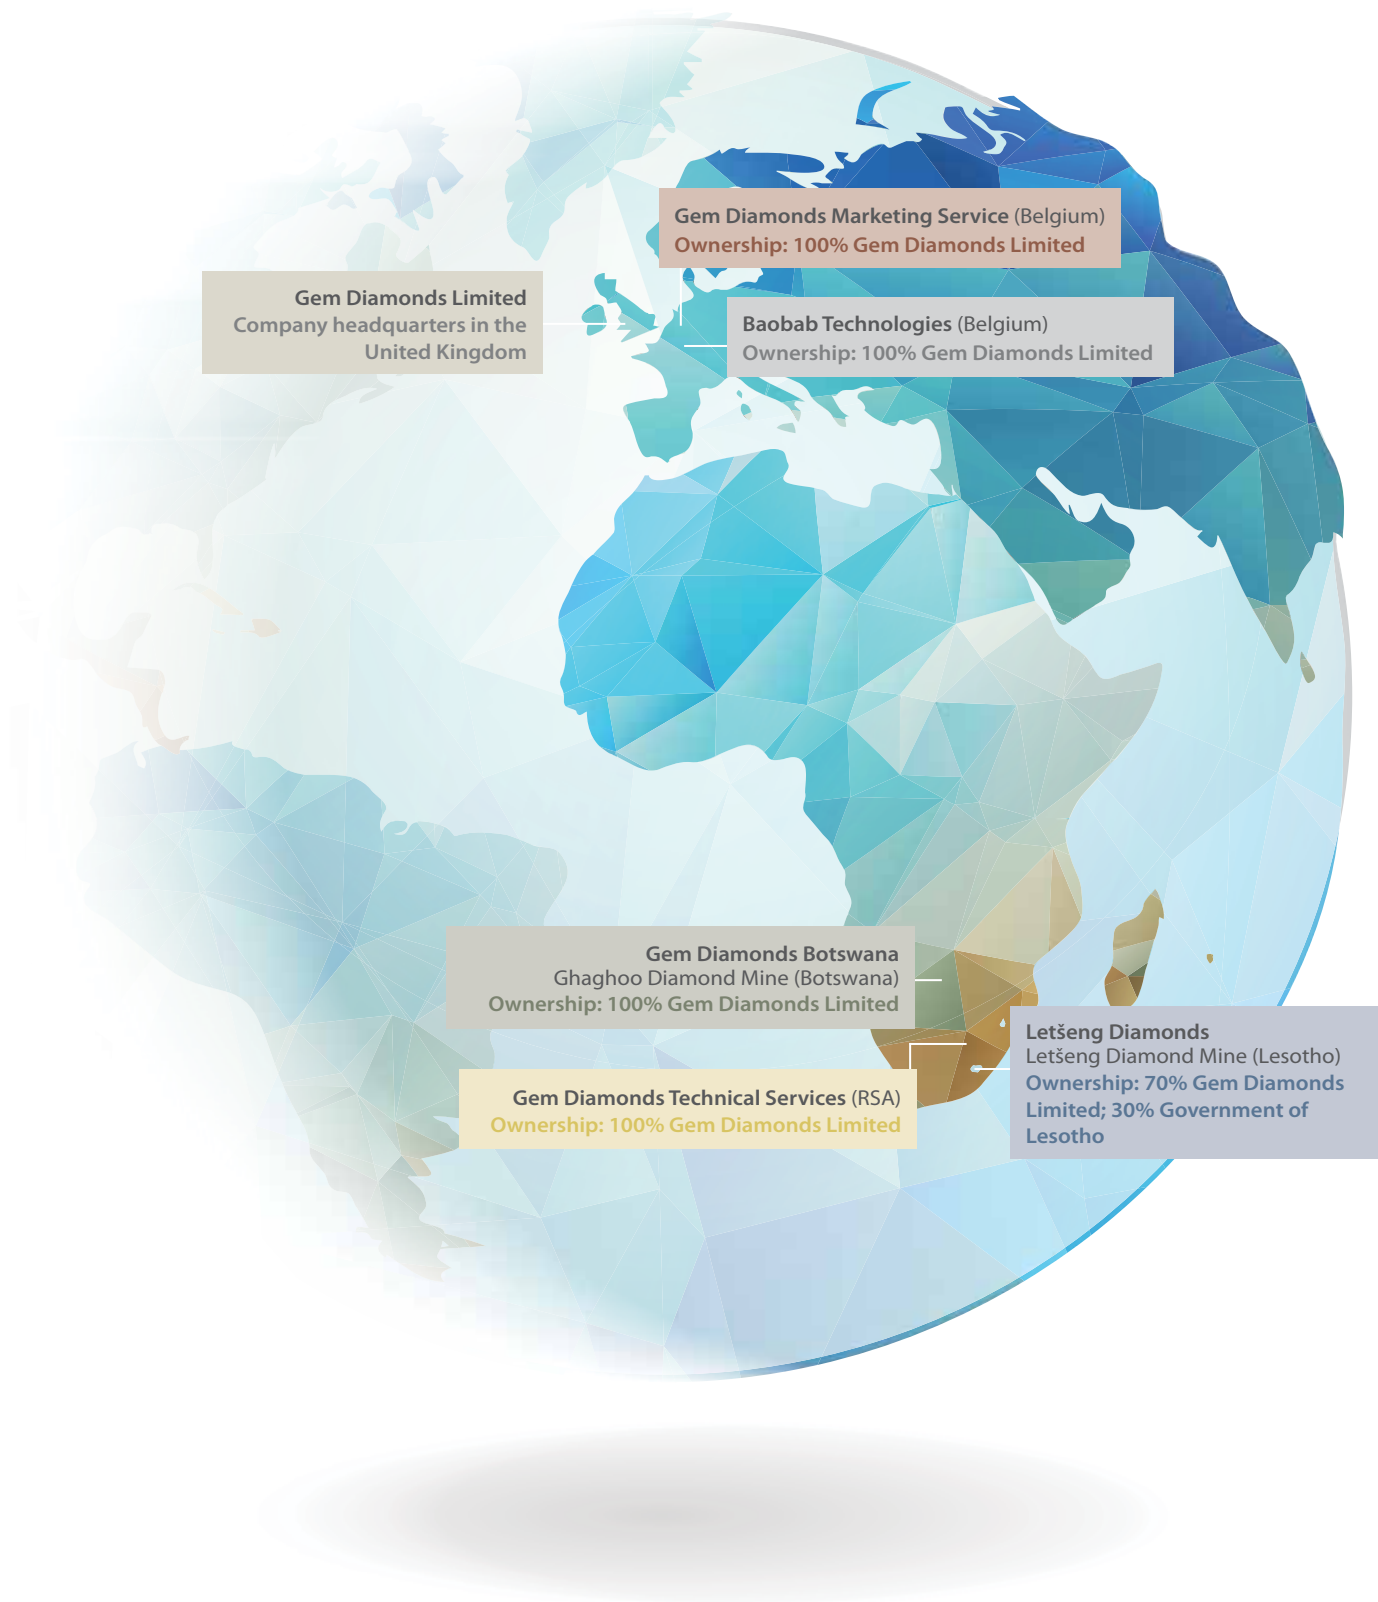 Gem Diamonds Marketing Service (Belgium)
Ownership: 100% Gem Diamonds Limited
Gem Diamonds Limited
Company headquarters in the
United Kingdom
Baobab Technologies (Belgium)
Ownership: 100% Gem Diamonds Limited
Gem Diamonds Botswana
Ghaghoo Diamond Mine (Botswana)
Ownership: 100% Gem Diamonds Limited
Letšeng Diamonds
Letšeng Diamond Mine (Lesotho)
Ownership: 70% Gem Diamonds
Limited; 30% Government of
Lesotho
Gem Diamonds Technical Services (RSA)
Ownership: 100% Gem Diamonds Limited